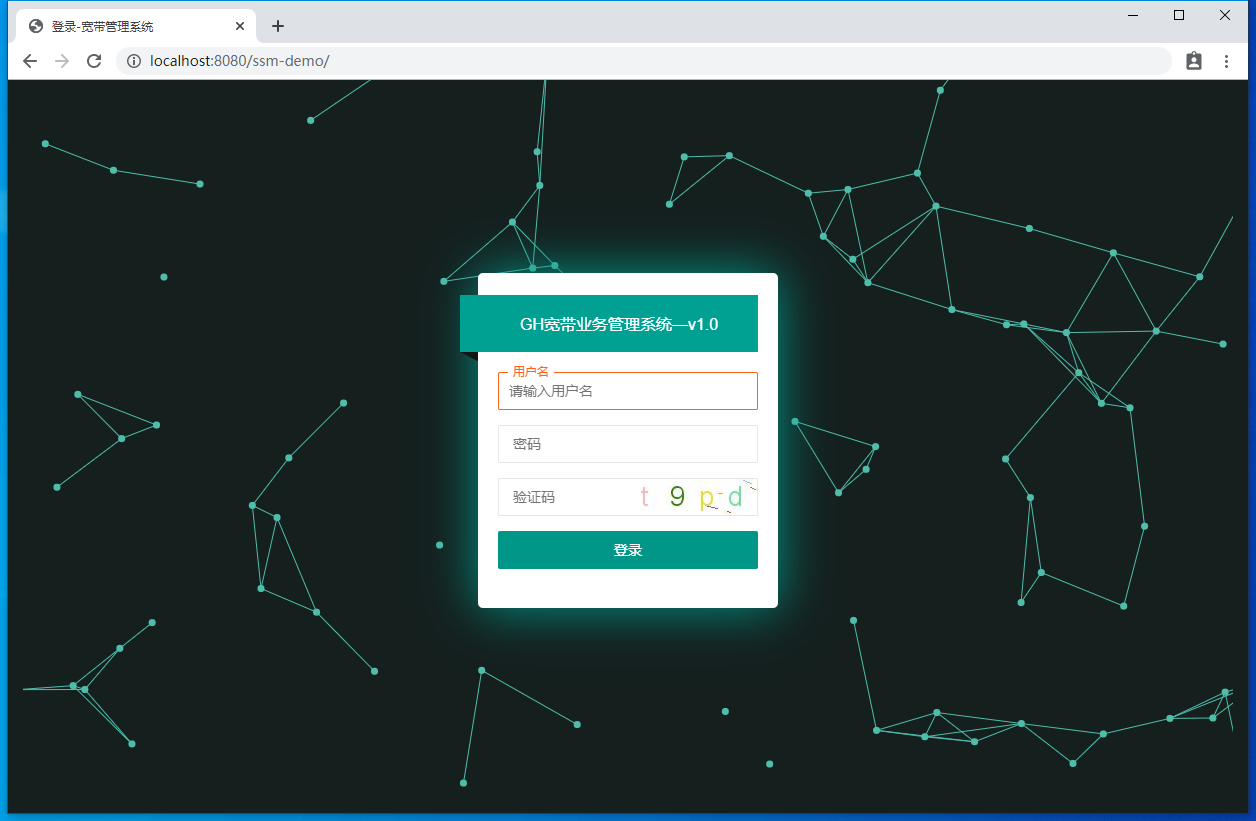 登录-宽带管理系统
localhost:8080/ssm-demo/
GH宽带业务管理系统—v1.0
用户名
请输入用户名
密码
验证码 t 9 p d
登录